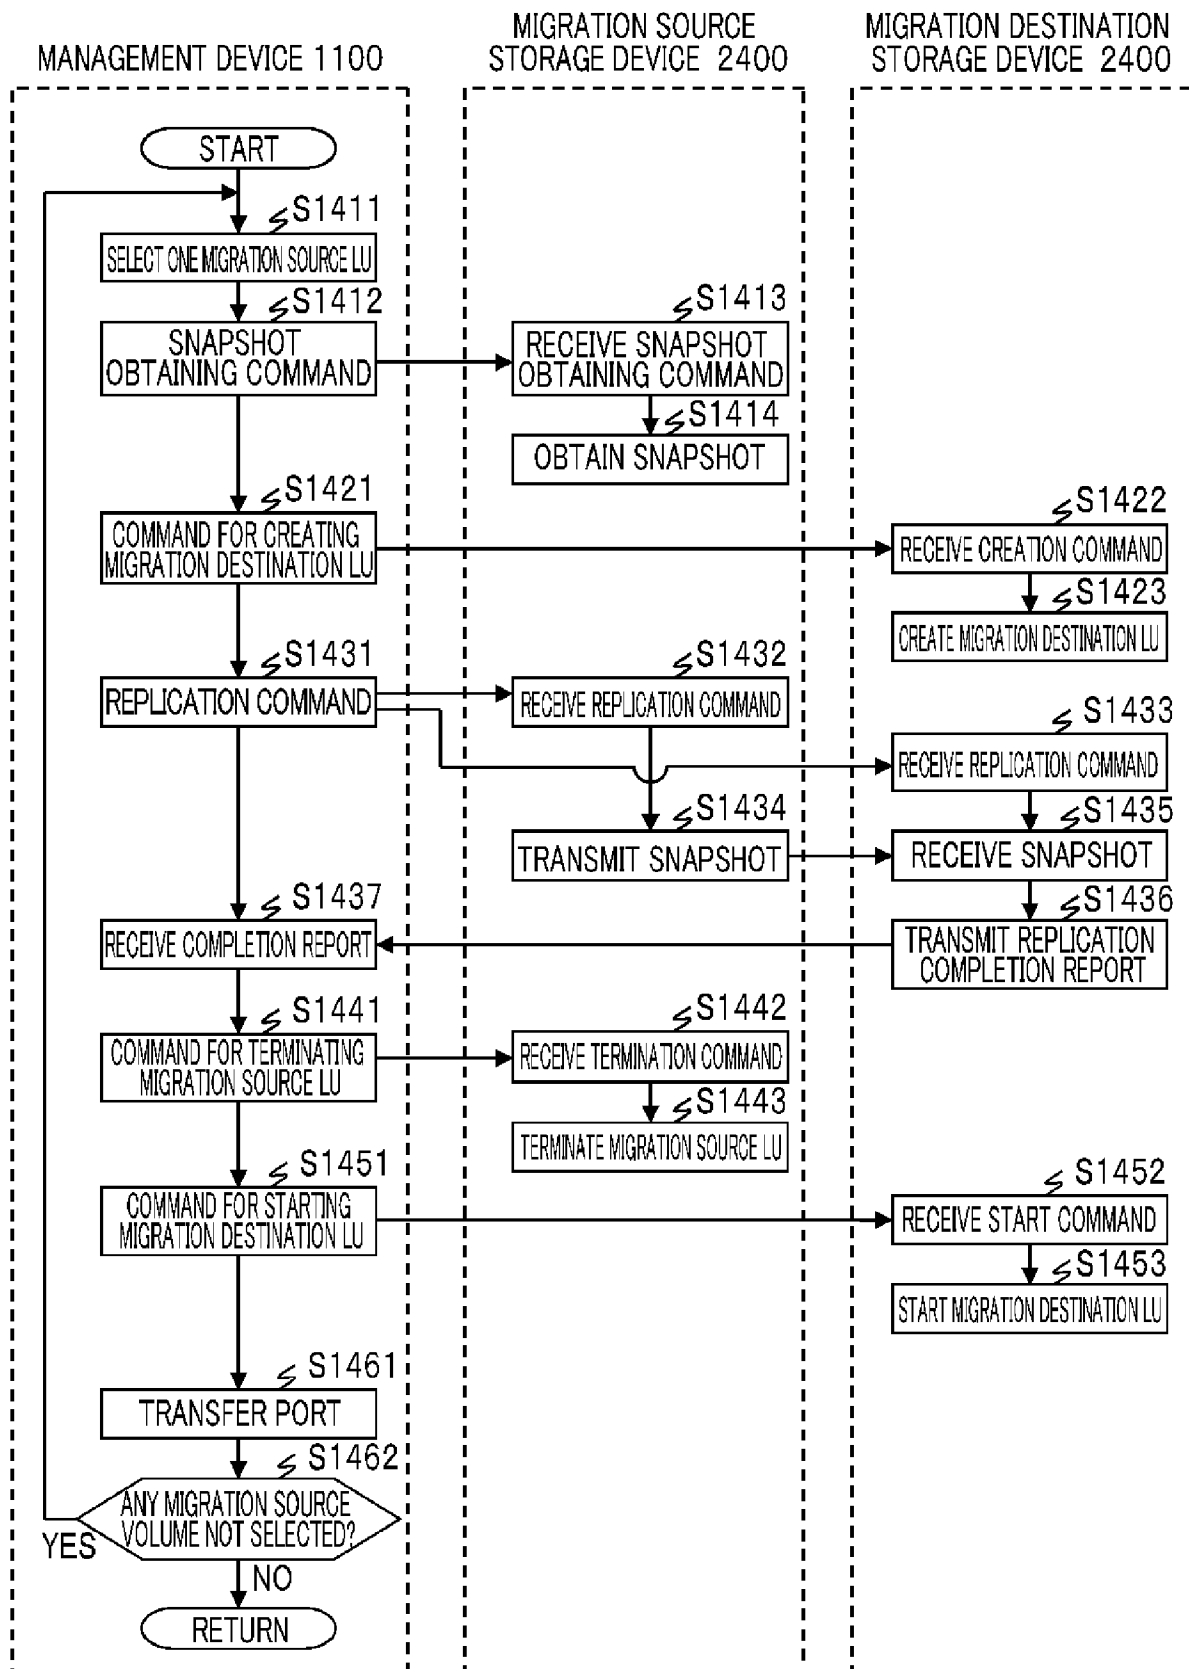 MANAGEMENT DEVICE 1100
MIGRATION SOURCE
STORAGE DEVICE 2400
MIGRATION DESTINATION
STORAGE DEVICE 2400
START
S1411
SELECT ONE MIGRATION SOURCE LU
S1412
SNAPSHOT
OBTAINING COMMAND
S1413
RECEIVE SNAPSHOT
OBTAINING COMMAND
S1414
OBTAIN SNAPSHOT
S1421
COMMAND FOR CREATING
MIGRATION DESTINATION LU
S1422
RECEIVE CREATION COMMAND
S1423
CREATE MIGRATION DESTINATION LU
S1431
REPLICATION COMMAND
S1432
RECEIVE REPLICATION COMMAND
S1433
RECEIVE REPLICATION COMMAND
S1434
TRANSMIT SNAPSHOT
S1435
RECEIVE SNAPSHOT
S1436
TRANSMIT REPLICATION
COMPLETION REPORT
S1437
RECEIVE COMPLETION REPORT
S1441
COMMAND FOR TERMINATING
MIGRATION SOURCE LU
S1442
RECEIVE TERMINATION COMMAND
S1443
TERMINATE MIGRATION SOURCE LU
S1451
COMMAND FOR STARTING
MIGRATION DESTINATION LU
S1452
RECEIVE START COMMAND
S1453
START MIGRATION DESTINATION LU
S1461
TRANSFER PORT
S1462
ANY MIGRATION SOURCE
VOLUME NOT SELECTED?
YES
NO
RETURN